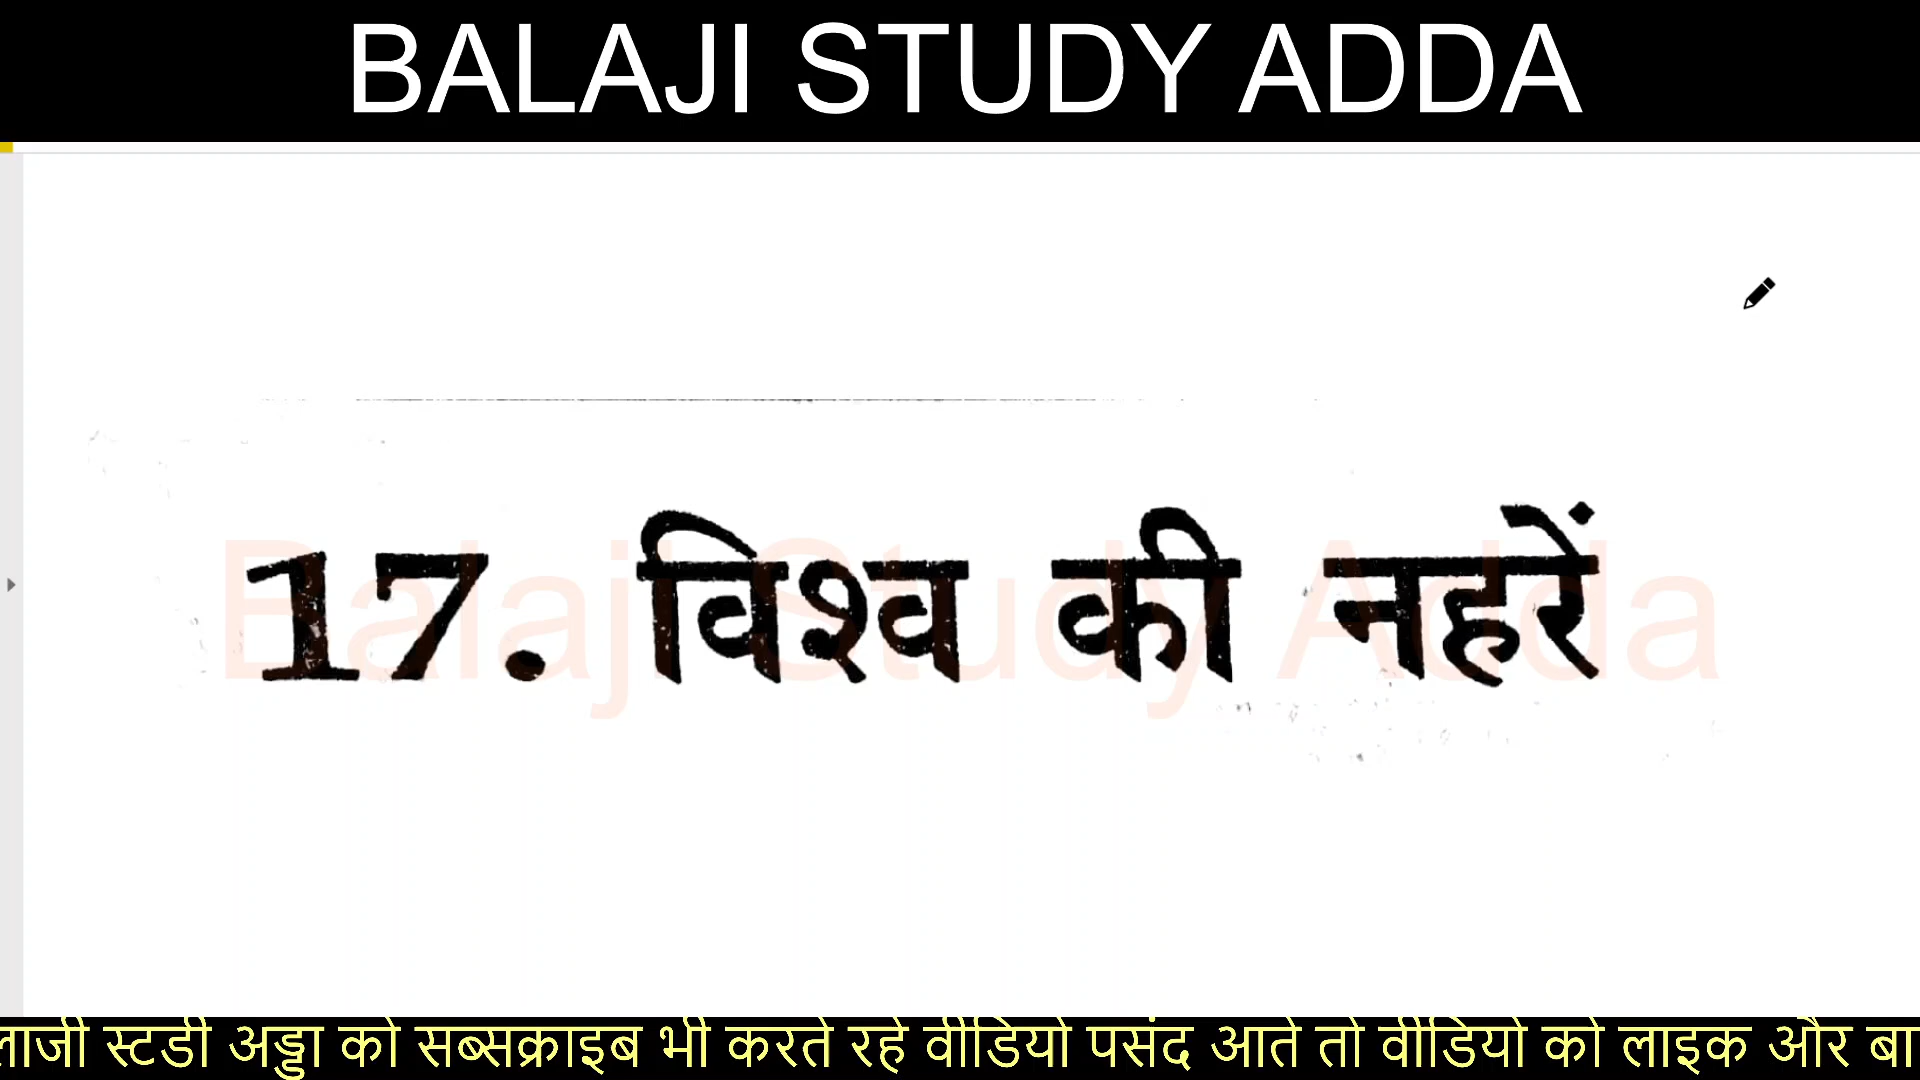 BALAJI STUDY ADDA
17. विश्व की नहरें
Balaji Study Adda
स्टडी अड्डा को सब्सक्राइब भी करते रहे वीडियो पसंद आते तो वीडियो को लाइक और